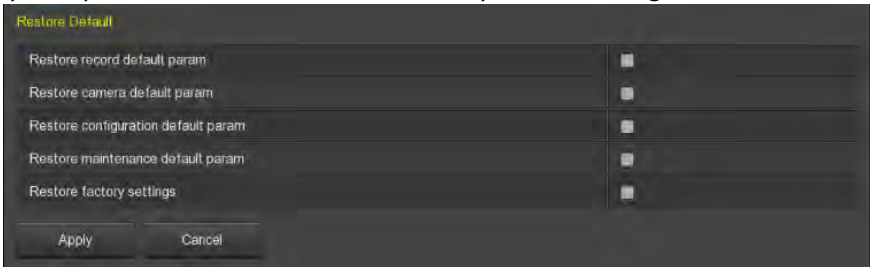 Restore Default
Restore record default param
Restore camera default param
Restore configuration default param
Restore maintenance default param
Restore factory settings
Apply Cancel